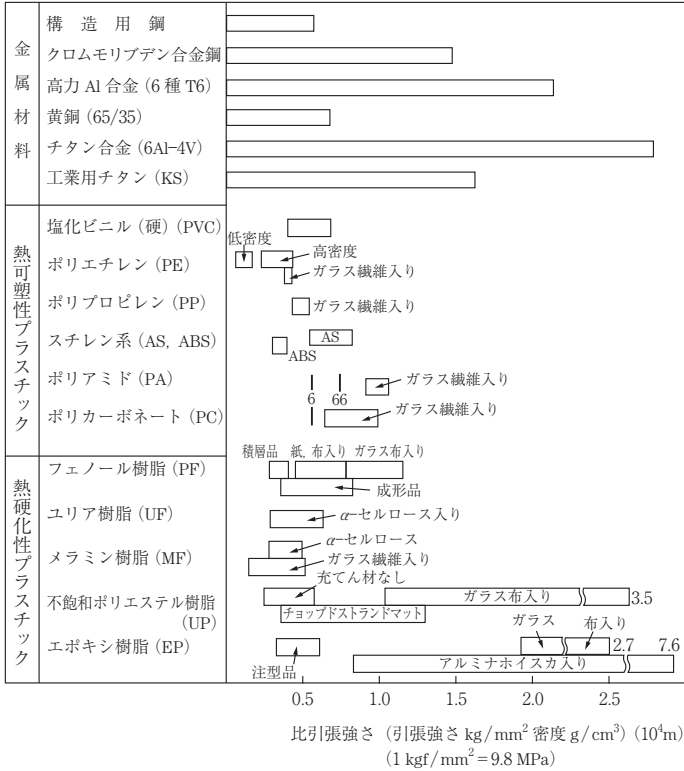 金属材料
構造用鋼
クロムモリブデン合金鋼
高力 Al 合金 (6 種 T6)
黄銅 (65/35)
チタン合金 (6Al−4V)
工業用チタン (KS)
熱可塑性プラスチック
塩化ビニル (硬) (PVC)
低密度
高密度
ポリエチレン (PE)
ガラス繊維入り
ポリプロピレン (PP)
ガラス繊維入り
スチレン系 (AS, ABS)
AS
ABS
ポリアミド (PA)
6
66
ガラス繊維入り
ポリカーボネート (PC)
ガラス繊維入り
熱硬化性プラスチック
積層品 紙, 布入り ガラス布入り
フェノール樹脂 (PF)
成形品
ユリア樹脂 (UF)
α−セルロース入り
α−セルロース
メラミン樹脂 (MF)
ガラス繊維入り
充てん材なし
不飽和ポリエステル樹脂
(UP)
ガラス布入り
3.5
チョップドストランドマット
エポキシ樹脂 (EP)
注型品
ガラス 布入り
2.7 7.6
アルミナホイスカ入り
0.5 1.0 1.5 2.0 2.5
比引張強さ (引張強さ kg/mm² 密度 g/cm³) (10⁴m)
(1 kgf/mm² = 9.8 MPa)